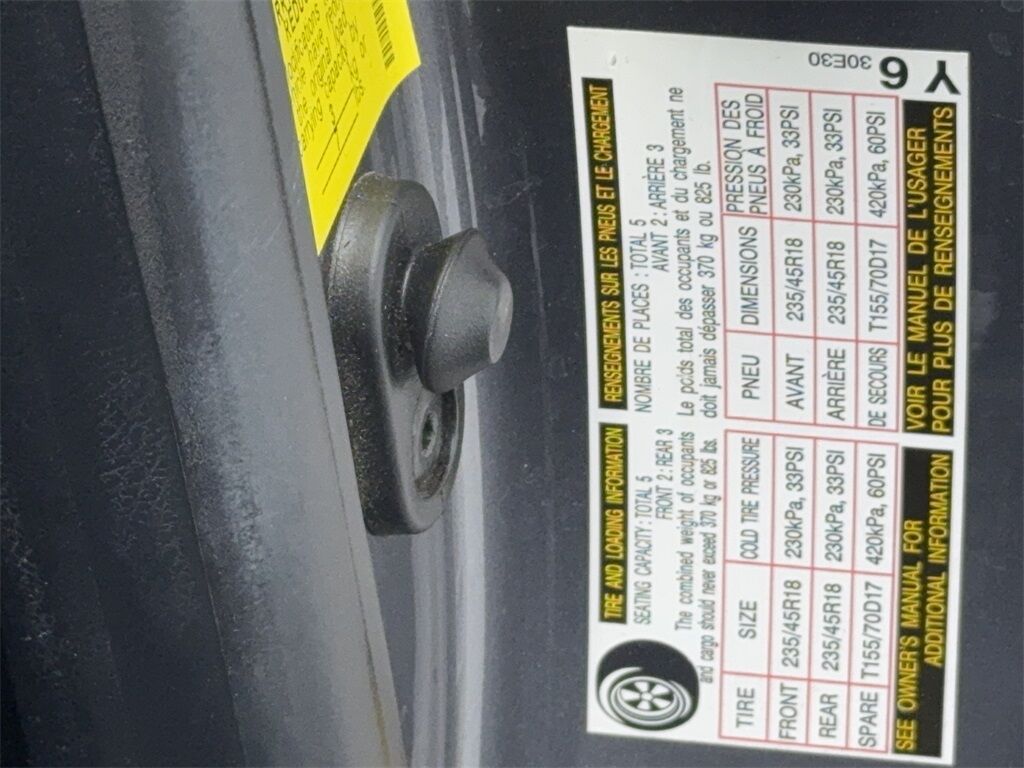 TIRE AND LOADING INFORMATION
SEATING CAPACITY : TOTAL 5
FRONT 2 : REAR 3
The combined weight of occupants
and cargo should never exceed 370 kg or 825 lbs.
TIRE SIZE COLD TIRE PRESSURE
FRONT 235/45R18 230kPa, 33PSI
REAR 235/45R18 230kPa, 33PSI
SPARE T155/70D17 420kPa, 60PSI
SEE OWNER'S MANUAL FOR
ADDITIONAL INFORMATION
RENSEIGNEMENTS SUR LES PNEUS ET LE CHARGEMENT
NOMBRE DE PLACES : TOTAL 5
AVANT 2 : ARRIÈRE 3
Le poids total des occupants et du chargement ne
doit jamais dépasser 370 kg ou 825 lb.
PNEU DIMENSIONS PRESSION DES
PNEUS À FROID
AVANT 235/45R18 230kPa, 33PSI
ARRIÈRE 235/45R18 230kPa, 33PSI
DE SECOURS T155/70D17 420kPa, 60PSI
VOIR LE MANUEL DE L'USAGER
POUR PLUS DE RENSEIGNEMENTS
30E30
Y6
capacity by
or